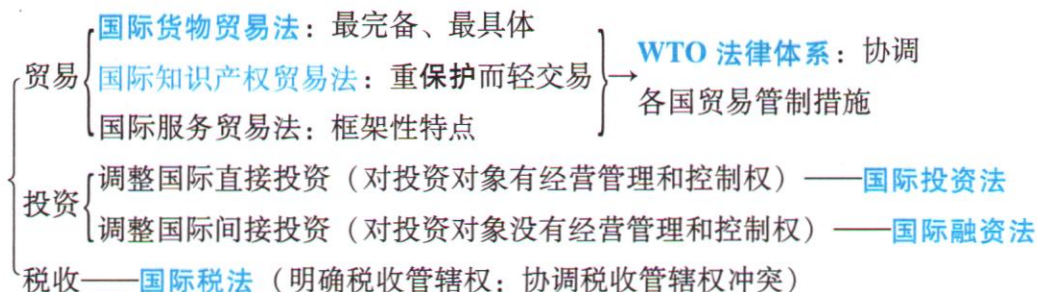 国际货物贸易法：最完备、最具体
贸易
国际知识产权贸易法：重保护而轻交易
国际服务贸易法：框架性特点
→
WTO 法律体系：协调
各国贸易管制措施
投资
调整国际直接投资（对投资对象有经营管理和控制权）——国际投资法
调整国际间接投资（对投资对象没有经营管理和控制权）——国际融资法
税收——国际税法（明确税收管辖权；协调税收管辖权冲突）